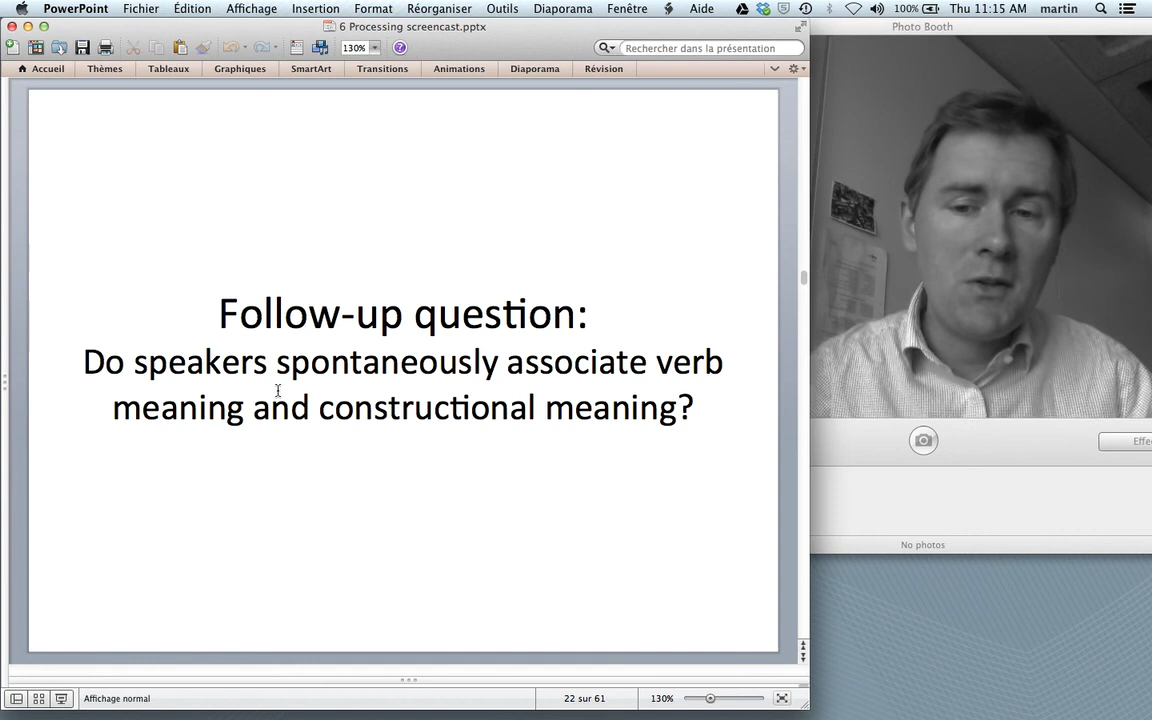 PowerPoint Fichier Édition Affichage Insertion Format Réorganiser Outils Diaporama Fenêtre Aide 100% Thu 11:15 AM martin
6 Processing screencast.pptx
Photo Booth
130% Rechercher dans la présentation
Accueil Thèmes Tableaux Graphiques SmartArt Transitions Animations Diaporama Révision
Follow-up question:
Do speakers spontaneously associate verb
meaning and constructional meaning?
Effe
No photos
Affichage normal 22 sur 61 130%